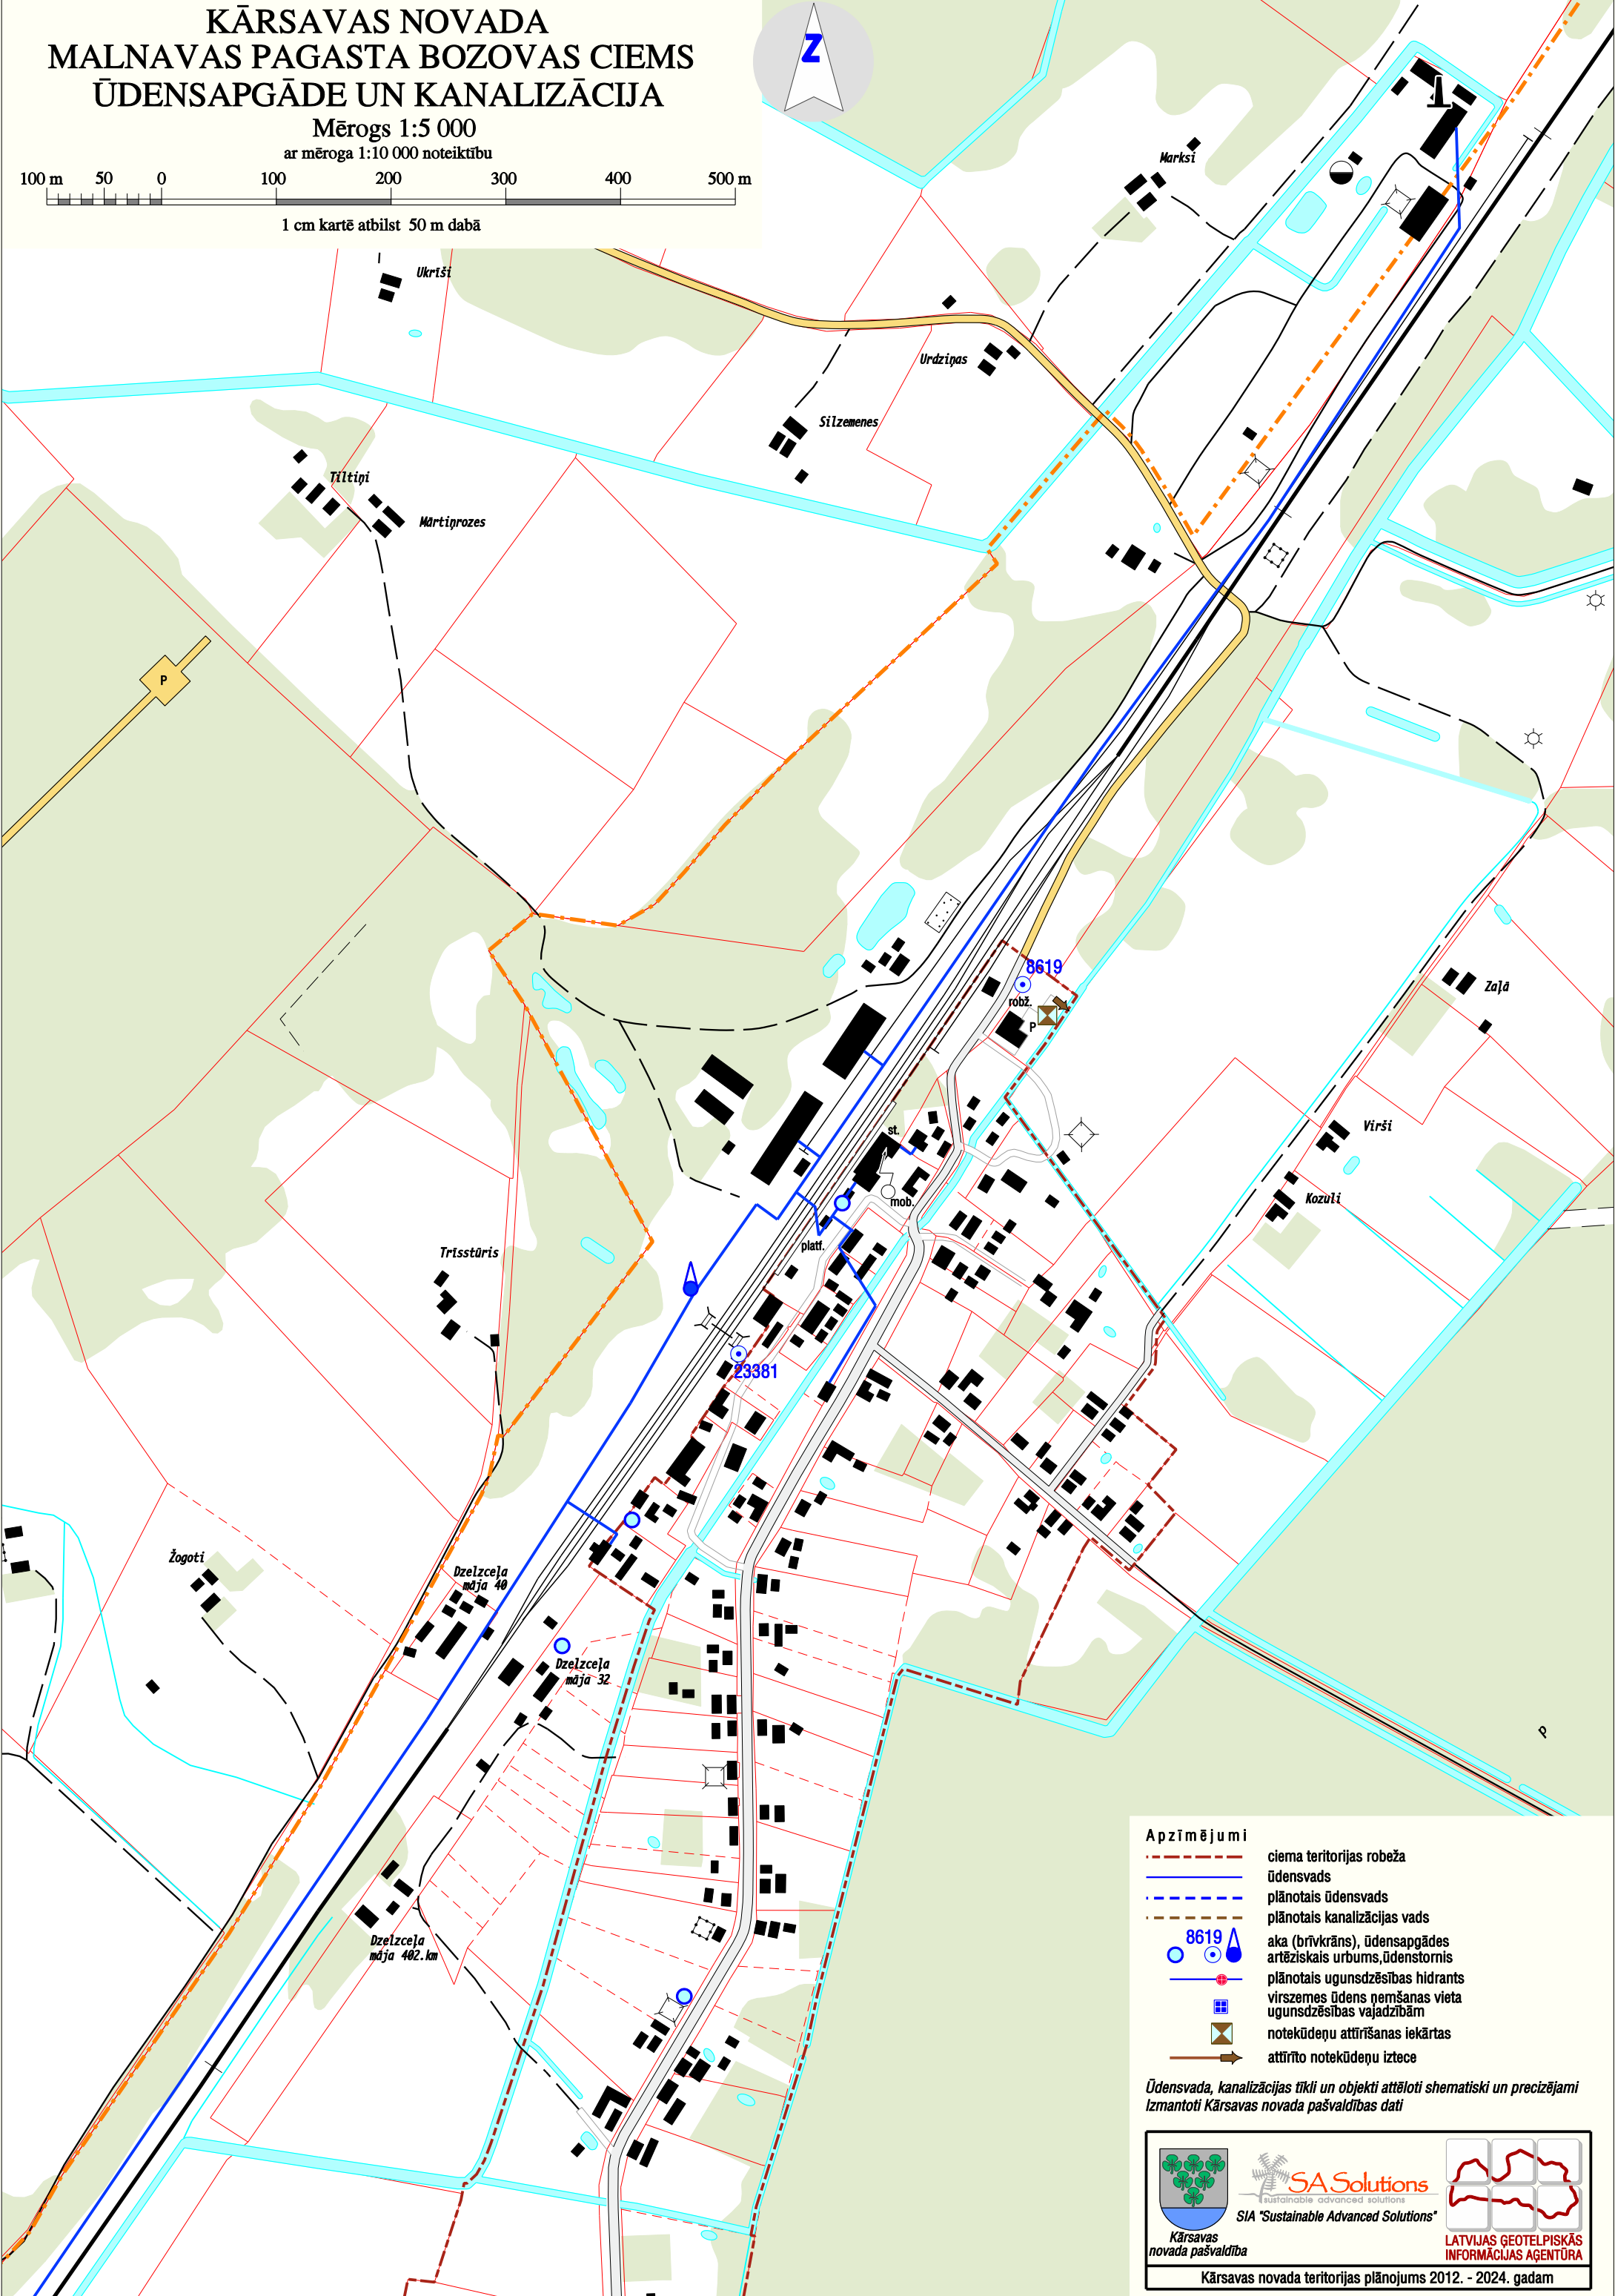 KĀRSAVAS NOVADA
MALNAVAS PAGASTA BOZOVAS CIEMS
ŪDENSAPGĀDE UN KANALIZĀCIJA
Mērogs 1:5 000
ar mēroga 1:10 000 noteiktību
100 m 50 0 100 200 300 400 500 m
1 cm kartē atbilst 50 m dabā
Z
Marksi
Ukrīši
Urdziņas
Silzemenes
Tiltiņi
Mārtiņrozes
P
8619
robž.
P
Zaļā
st.
Virši
mob.
Kozuli
platf.
Trīsstūris
23381
Žogoti
Dzelzceļa
māja 40
Dzelzceļa
māja 32
P
Dzelzceļa
māja 402.km
Apzīmējumi
ciema teritorijas robeža
ūdensvads
plānotais ūdensvads
plānotais kanalizācijas vads
8619
aka (brīvkrāns), ūdensapgādes
artēziskais urbums,ūdenstornis
plānotais ugunsdzēsības hidrants
virszemes ūdens ņemšanas vieta
ugunsdzēsības vajadzībām
notekūdeņu attīrīšanas iekārtas
attīrīto notekūdeņu iztece
Ūdensvada, kanalizācijas tīkli un objekti attēloti shematiski un precizējami
Izmantoti Kārsavas novada pašvaldības dati
SA Solutions
sustainable advanced solutions
SIA "Sustainable Advanced Solutions"
Kārsavas
novada pašvaldība
LATVIJAS ĢEOTELPISKĀS
INFORMĀCIJAS AĢENTŪRA
Kārsavas novada teritorijas plānojums 2012. - 2024. gadam